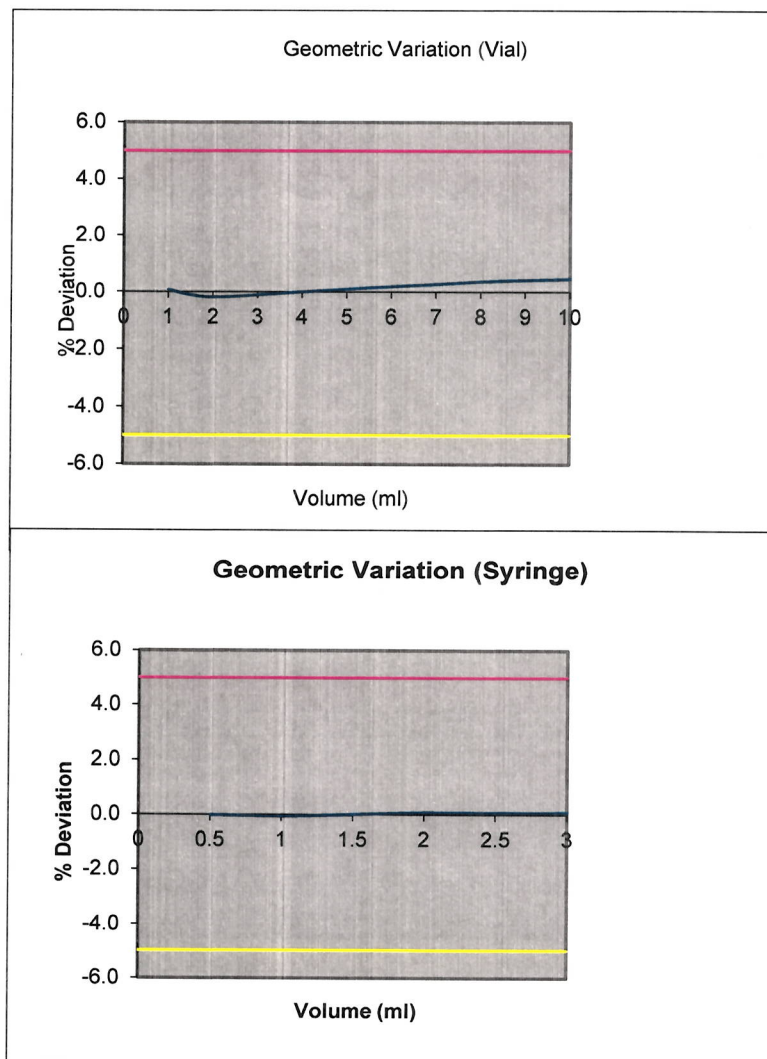 Geometric Variation (Vial)
6.0
4.0
2.0
0.0
-2.0
-4.0
-6.0
% Deviation
0 1 2 3 4 5 6 7 8 9 10
Volume (ml)
Geometric Variation (Syringe)
6.0
4.0
2.0
0.0
-2.0
-4.0
-6.0
% Deviation
0 0.5 1 1.5 2 2.5 3
Volume (ml)